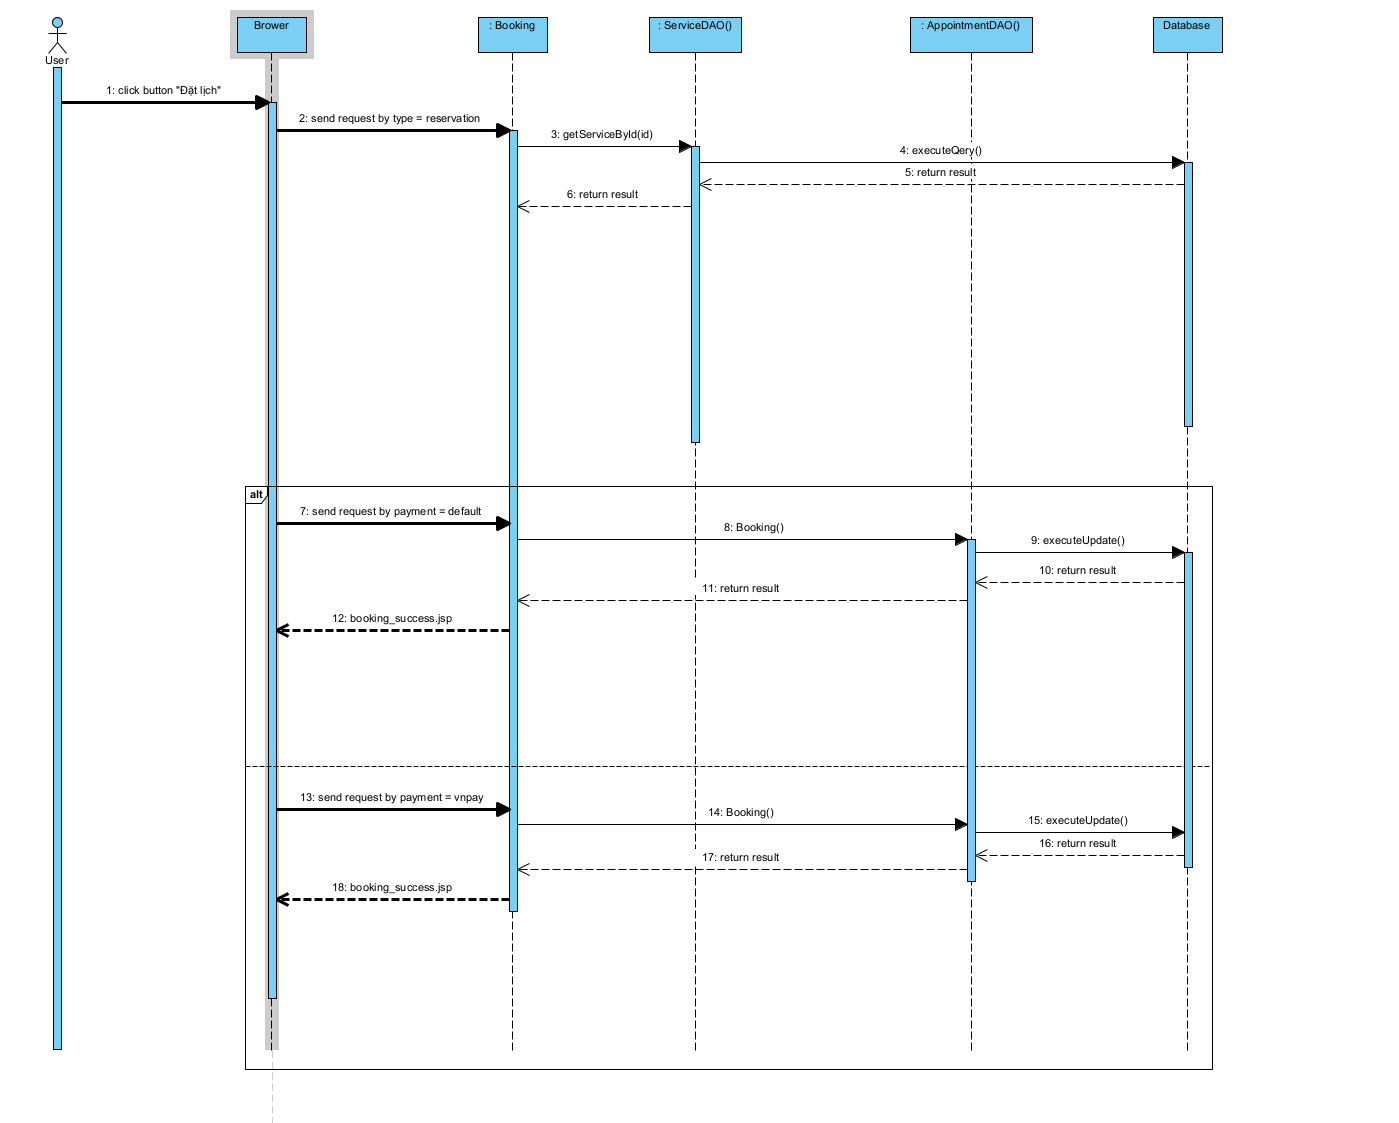 User
Brower
: Booking
: ServiceDAO()
: AppointmentDAO()
Database
1: click button "Đặt lịch"
2: send request by type = reservation
3: getServiceById(id)
4: executeQery()
5: return result
6: return result
alt
7: send request by payment = default
8: Booking()
9: executeUpdate()
10: return result
11: return result
12: booking_success.jsp
13: send request by payment = vnpay
14: Booking()
15: executeUpdate()
16: return result
17: return result
18: booking_success.jsp